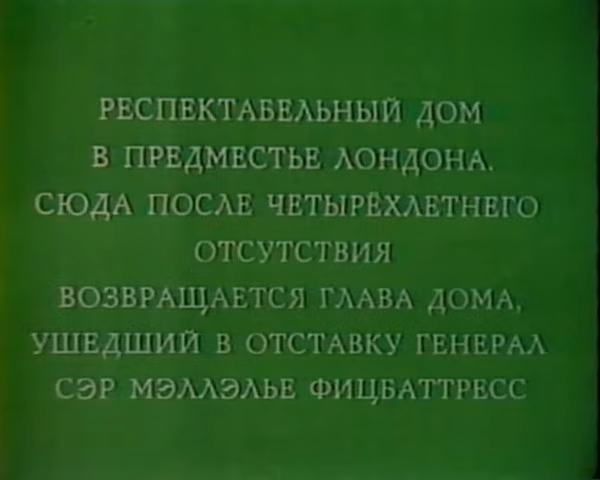 РЕСПЕКТАБЕЛЬНЫЙ ДОМ
В ПРЕДМЕСТЬЕ ЛОНДОНА.
СЮДА ПОСЛЕ ЧЕТЫРЁХЛЕТНЕГО
ОТСУТСТВИЯ
ВОЗВРАЩАЕТСЯ ГЛАВА ДОМА,
УШЕДШИЙ В ОТСТАВКУ ГЕНЕРАЛ
СЭР МЭЛЛЭЛЬЕ ФИЦБАТТРЕСС